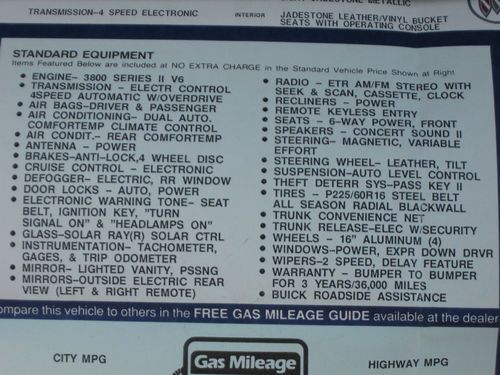 TRANSMISSION-4 SPEED ELECTRONIC
INTERIOR
JADESTONE LEATHER/VINYL BUCKET
SEATS WITH OPERATING CONSOLE
STANDARD EQUIPMENT
Items Featured Below are Included at NO EXTRA CHARGE in the Standard Vehicle Price Shown at Right
• ENGINE- 3800 SERIES II V6
• TRANSMISSION - ELECTR CONTROL
4SPEED AUTOMATIC W/OVERDRIVE
• AIR BAGS-DRIVER & PASSENGER
• AIR CONDITIONING- DUAL AUTO.
COMFORTEMP CLIMATE CONTROL
• AIR CONDIT.- REAR COMFORTEMP
• ANTENNA - POWER
• BRAKES-ANTI-LOCK,4 WHEEL DISC
• CRUISE CONTROL - ELECTRONIC
• DEFOGGER- ELECTRIC, RR WINDOW
• DOOR LOCKS - AUTO, POWER
• ELECTRONIC WARNING TONE- SEAT
BELT, IGNITION KEY, "TURN
SIGNAL ON" & "HEADLAMPS ON"
• GLASS-SOLAR RAY(R) SOLAR CTRL
• INSTRUMENTATION- TACHOMETER,
GAGES, & TRIP ODOMETER
• MIRROR- LIGHTED VANITY, PSSNG
• MIRRORS-OUTSIDE ELECTRIC REAR
VIEW (LEFT & RIGHT REMOTE)
• RADIO - ETR AM/FM STEREO WITH
SEEK & SCAN, CASSETTE, CLOCK
• RECLINERS - POWER
• REMOTE KEYLESS ENTRY
• SEATS - 6-WAY POWER, FRONT
• SPEAKERS - CONCERT SOUND II
• STEERING- MAGNETIC, VARIABLE
EFFORT
• STEERING WHEEL- LEATHER, TILT
• SUSPENSION-AUTO LEVEL CONTROL
• THEFT DETERR SYS-PASS KEY II
• TIRES - P225/60R16 STEEL BELT
ALL SEASON RADIAL BLACKWALL
• TRUNK CONVENIENCE NET
• TRUNK RELEASE-ELEC W/SECURITY
• WHEELS - 16" ALUMINUM (4)
• WINDOWS-POWER, EXPR DOWN DRVR
• WIPERS-2 SPEED, DELAY FEATURE
• WARRANTY - BUMPER TO BUMPER
FOR 3 YEARS/36,000 MILES
• BUICK ROADSIDE ASSISTANCE
ompare this vehicle to others in the FREE GAS MILEAGE GUIDE available at the dealer
CITY MPG
Gas Mileage
HIGHWAY MPG